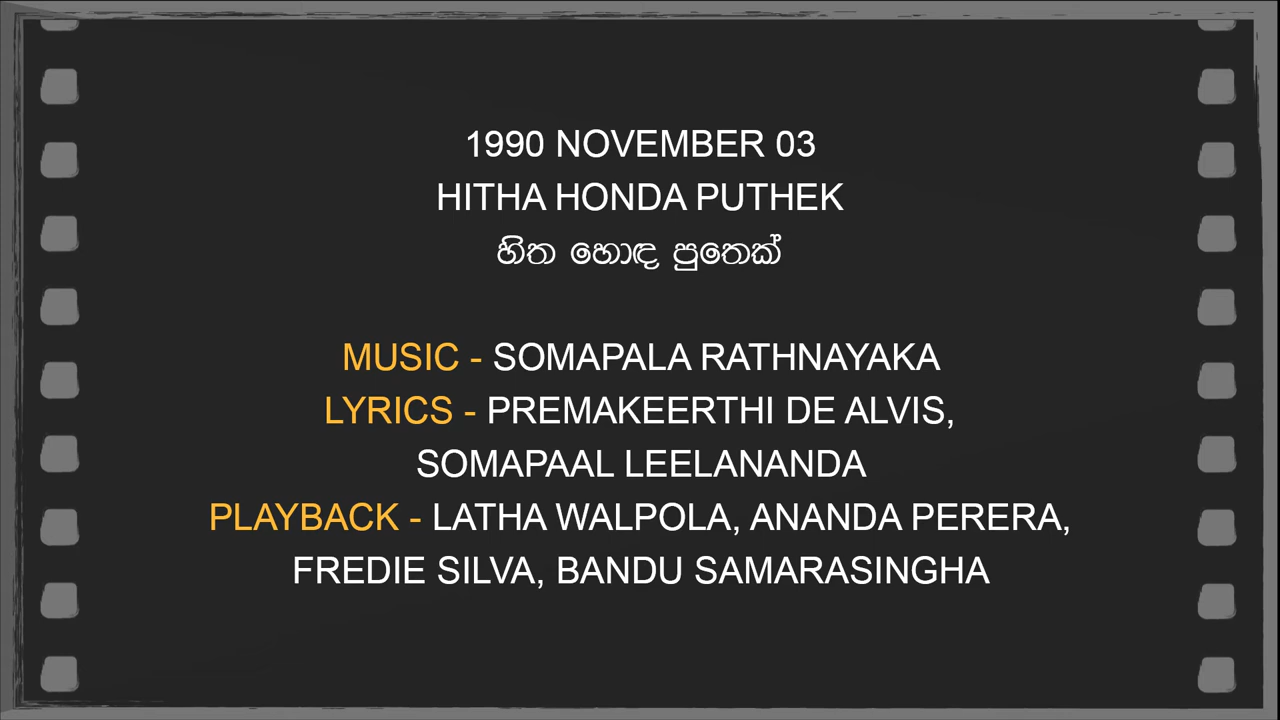 1990 NOVEMBER 03
HITHA HONDA PUTHEK
හිත හොඳ පුතෙක්
MUSIC - SOMAPALA RATHNAYAKA
LYRICS - PREMAKEERTHI DE ALVIS,
SOMAPAAL LEELANANDA
PLAYBACK - LATHA WALPOLA, ANANDA PERERA,
FREDIE SILVA, BANDU SAMARASINGHA